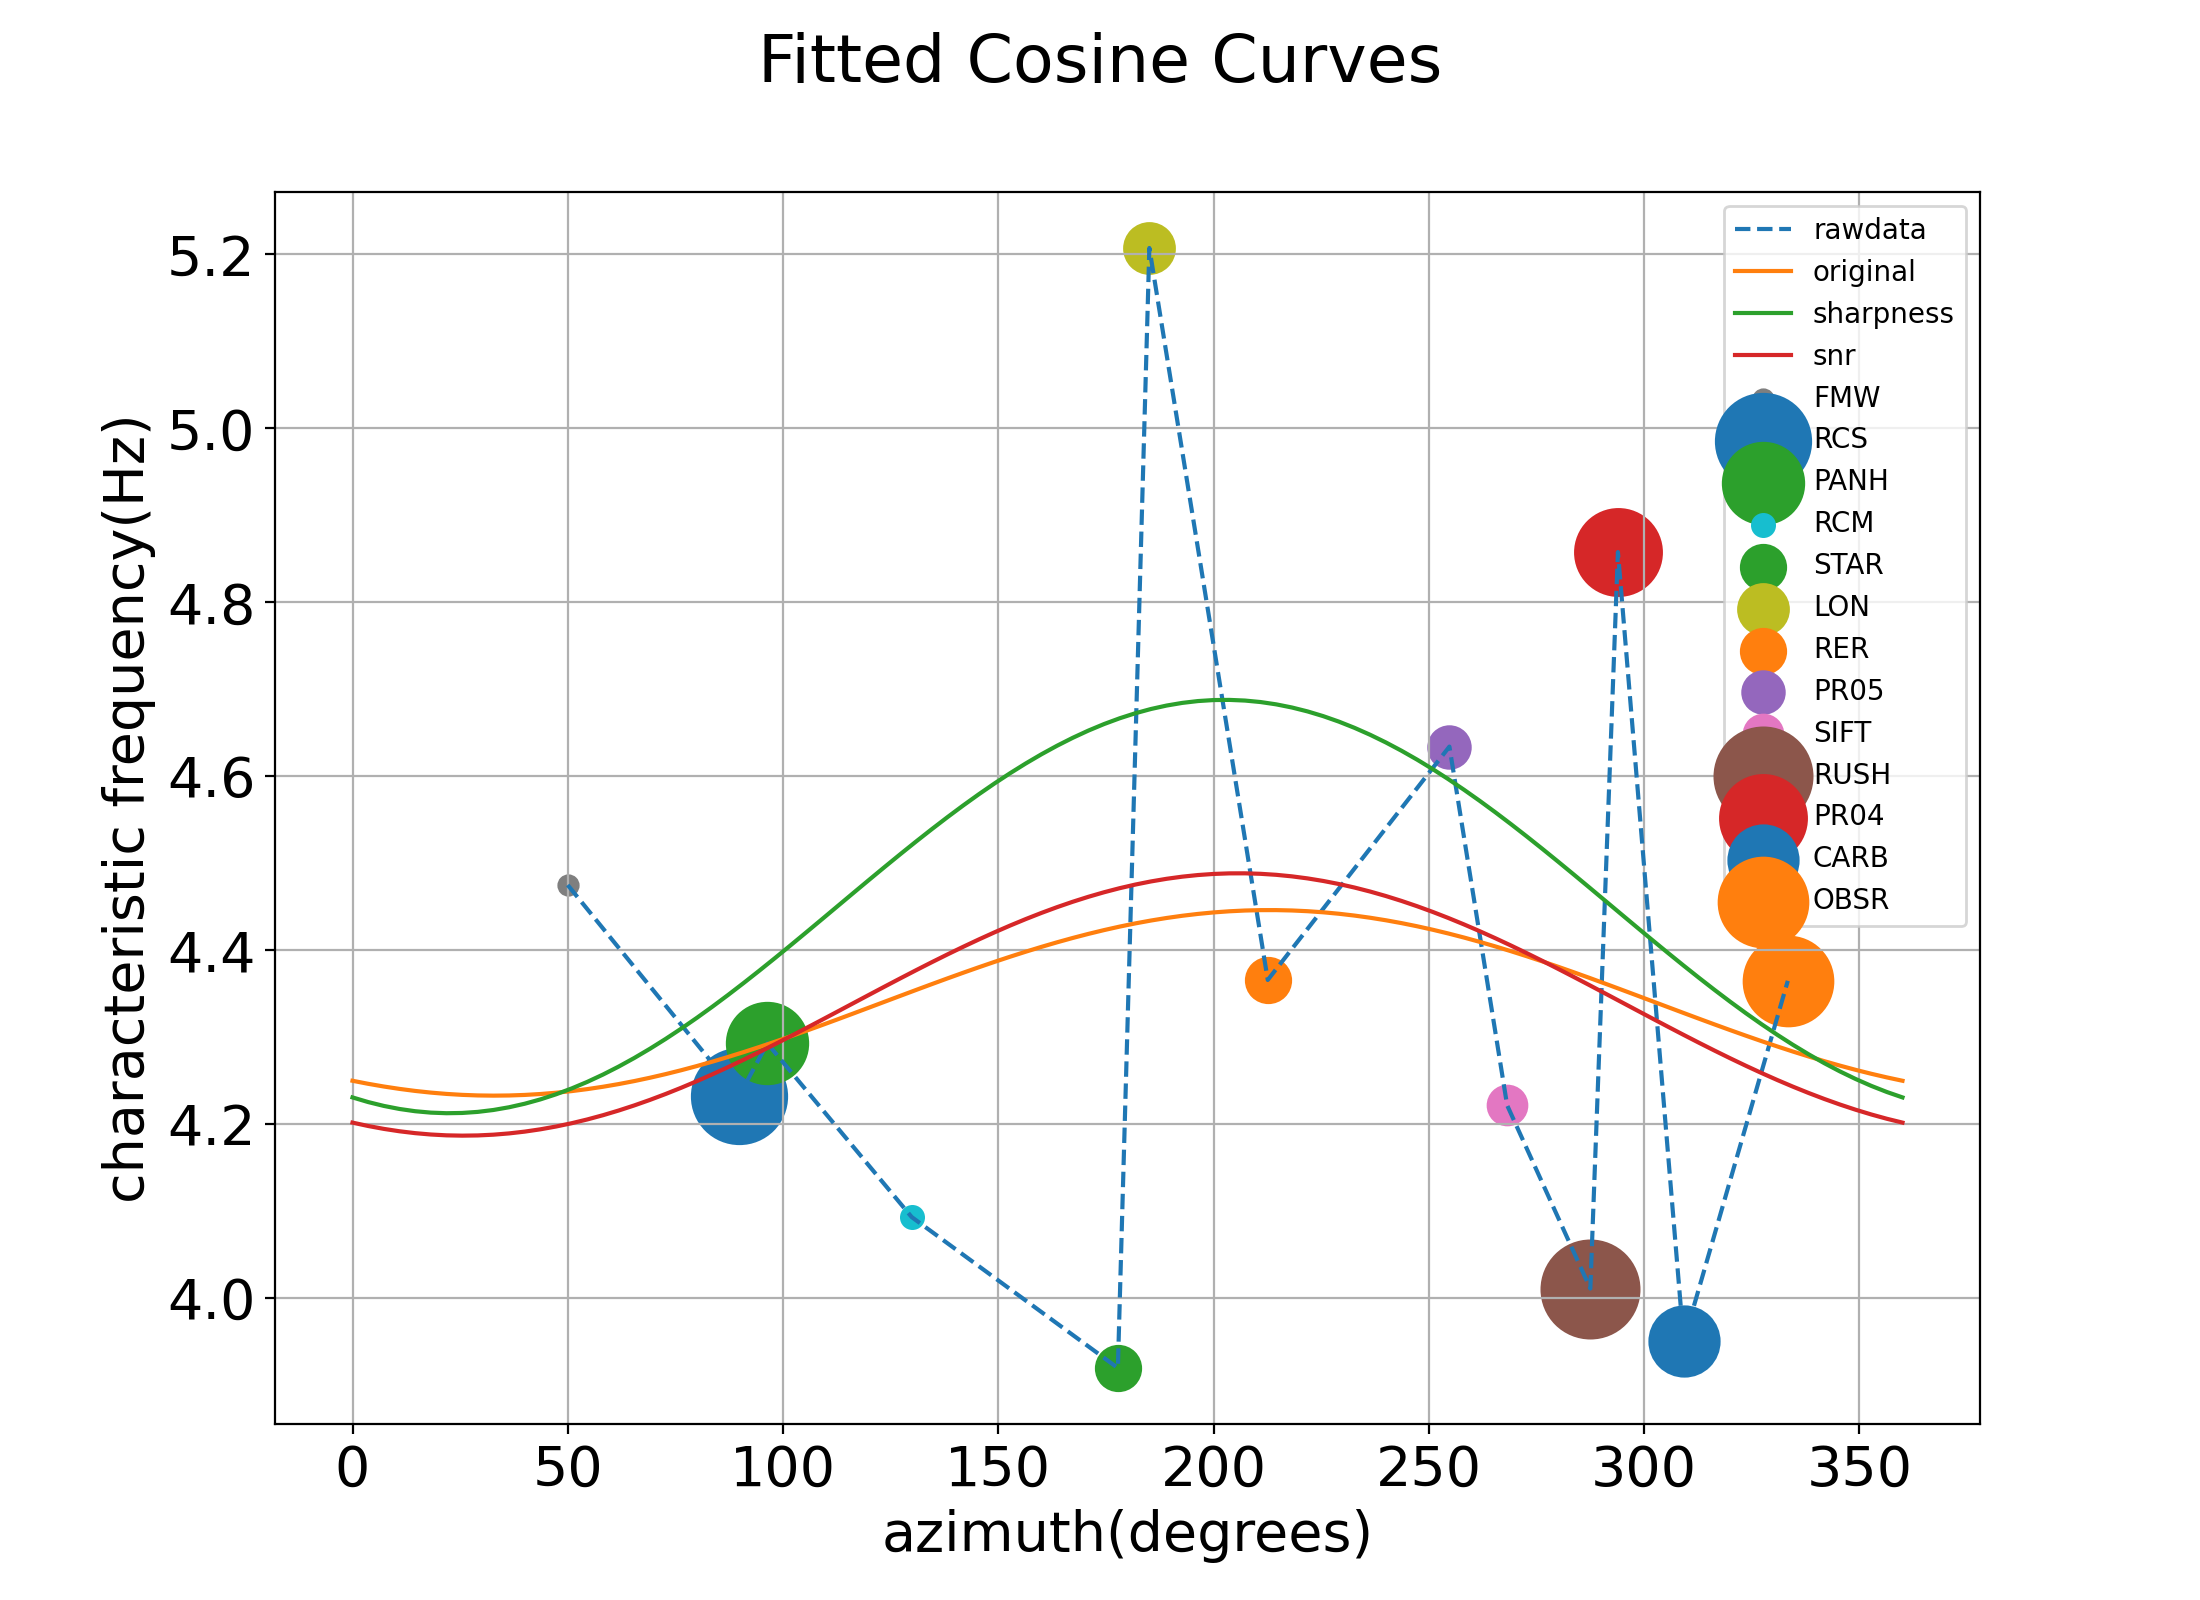 Fitted Cosine Curves
characteristic frequency(Hz)
5.2
5.0
4.8
4.6
4.4
4.2
4.0
rawdata
original
sharpness
snr
FMW
RCS
PANH
RCM
STAR
LON
RER
PR05
SIFT
RUSH
PR04
CARB
OBSR
0 50 100 150 200 250 300 350
azimuth(degrees)